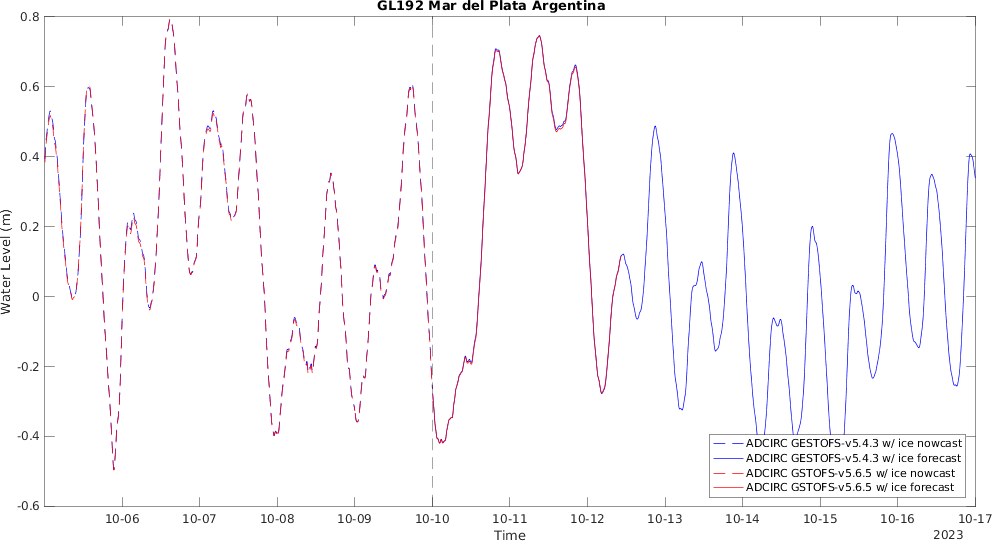 GL192 Mar del Plata Argentina
0.8
0.6
0.4
0.2
0
-0.2
-0.4
-0.6
Water Level (m)
ADCIRC GESTOFS-v5.4.3 w/ ice nowcast
ADCIRC GESTOFS-v5.4.3 w/ ice forecast
ADCIRC GSTOFS-v5.6.5 w/ ice nowcast
ADCIRC GSTOFS-v5.6.5 w/ ice forecast
10-06 10-07 10-08 10-09 10-10 10-11 10-12 10-13 10-14 10-15 10-16 10-17
Time
2023